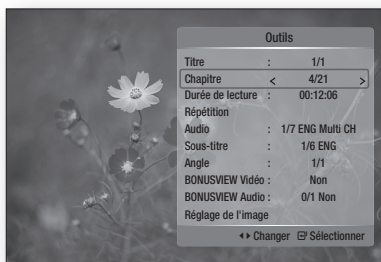 Outils
Titre : 1/1
Chapitre < 4/21 >
Durée de lecture : 00:12:06
Répétition
Audio : 1/7 ENG Multi CH
Sous-titre : 1/6 ENG
Angle : 1/1
BONUSVIEW Vidéo : Non
BONUSVIEW Audio : 0/1 Non
Réglage de l'image
Changer Sélectionner